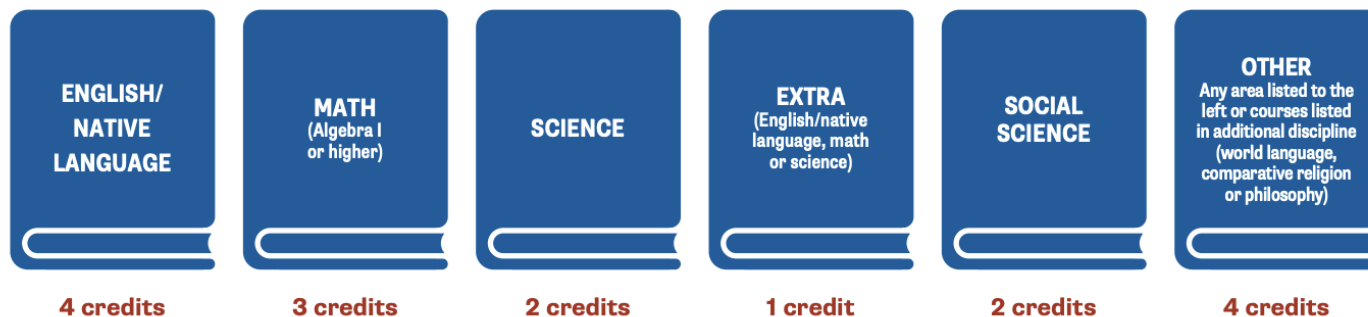 ENGLISH/
NATIVE
LANGUAGE
4 credits
MATH
(Algebra I
or higher)
3 credits
SCIENCE
2 credits
EXTRA
(English/native
language, math
or science)
1 credit
SOCIAL
SCIENCE
2 credits
OTHER
Any area listed to the
left or courses listed
in additional discipline
(world language,
comparative religion
or philosophy)
4 credits